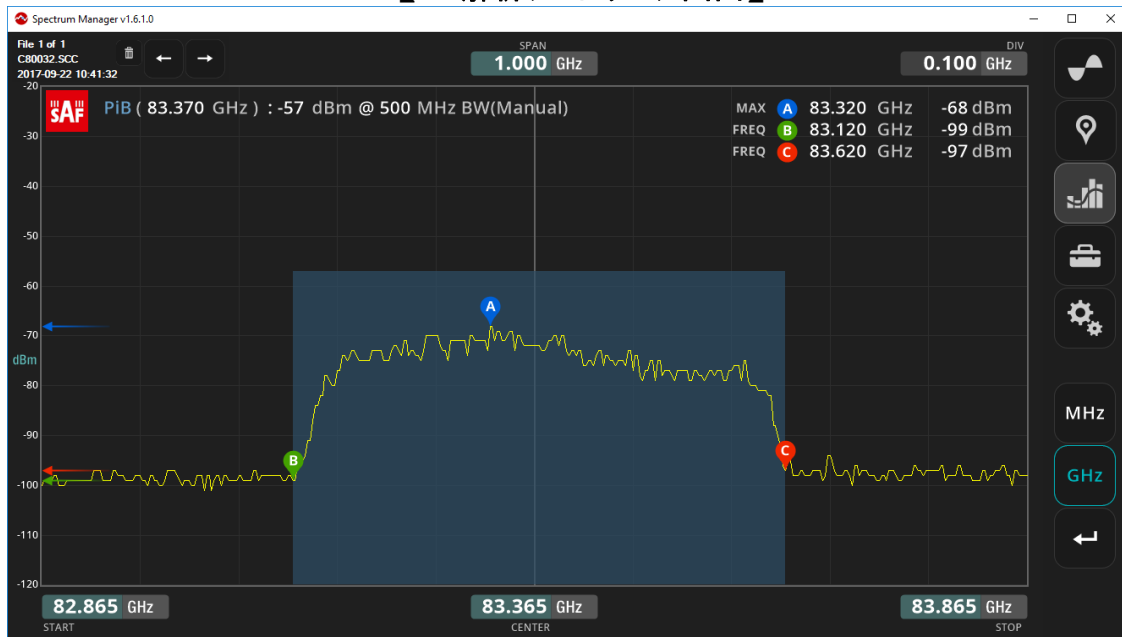 Spectrum Manager v1.6.1.0
File 1 of 1
C80032.SCC
2017-09-22 10:41:32
SPAN
1.000 GHz
DIV
0.100 GHz
SAF
PiB ( 83.370 GHz ) : -57 dBm @ 500 MHz BW(Manual)
MAX A 83.320 GHz -68 dBm
FREQ B 83.120 GHz -99 dBm
FREQ C 83.620 GHz -97 dBm
-20
-30
-40
-50
-60
-70
dBm
-80
-90
-100
-110
-120
A
B
C
MHz
GHz
82.865 GHz
START
83.365 GHz
CENTER
83.865 GHz
STOP